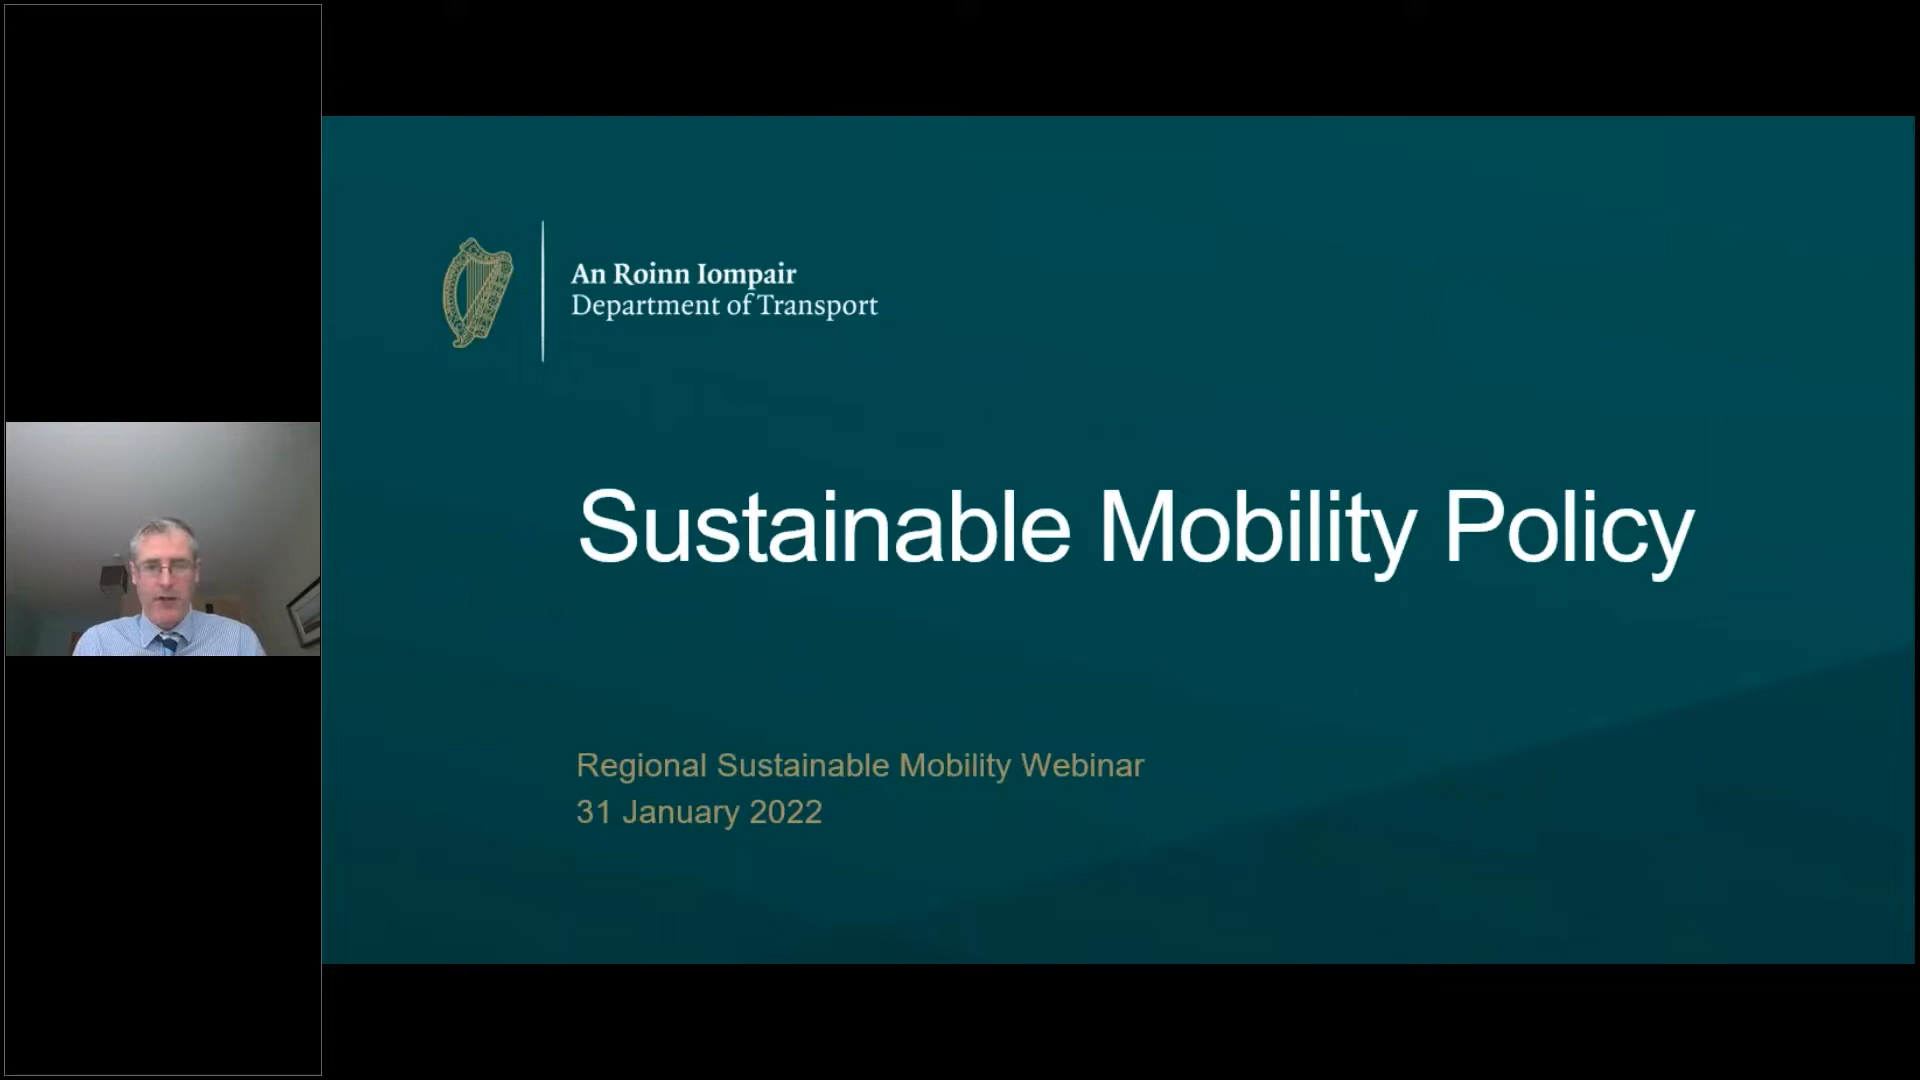 An Roinn Iompair
Department of Transport
Sustainable Mobility Policy
Regional Sustainable Mobility Webinar
31 January 2022